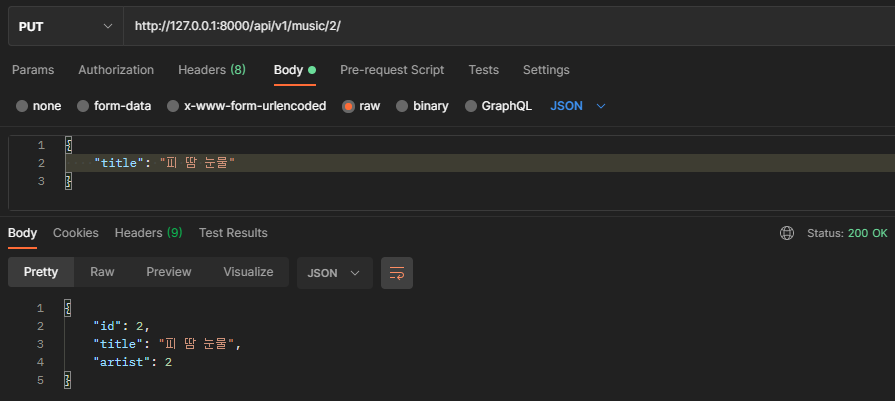 PUT http://127.0.0.1:8000/api/v1/music/2/
Params Authorization Headers (8) Body Pre-request Script Tests Settings
none form-data x-www-form-urlencoded raw binary GraphQL JSON
1 {
2 "title": "피 땀 눈물"
3 }
Body Cookies Headers (9) Test Results Status: 200 OK
Pretty Raw Preview Visualize JSON
1 {
2 "id": 2,
3 "title": "피 땀 눈물",
4 "artist": 2
5 }